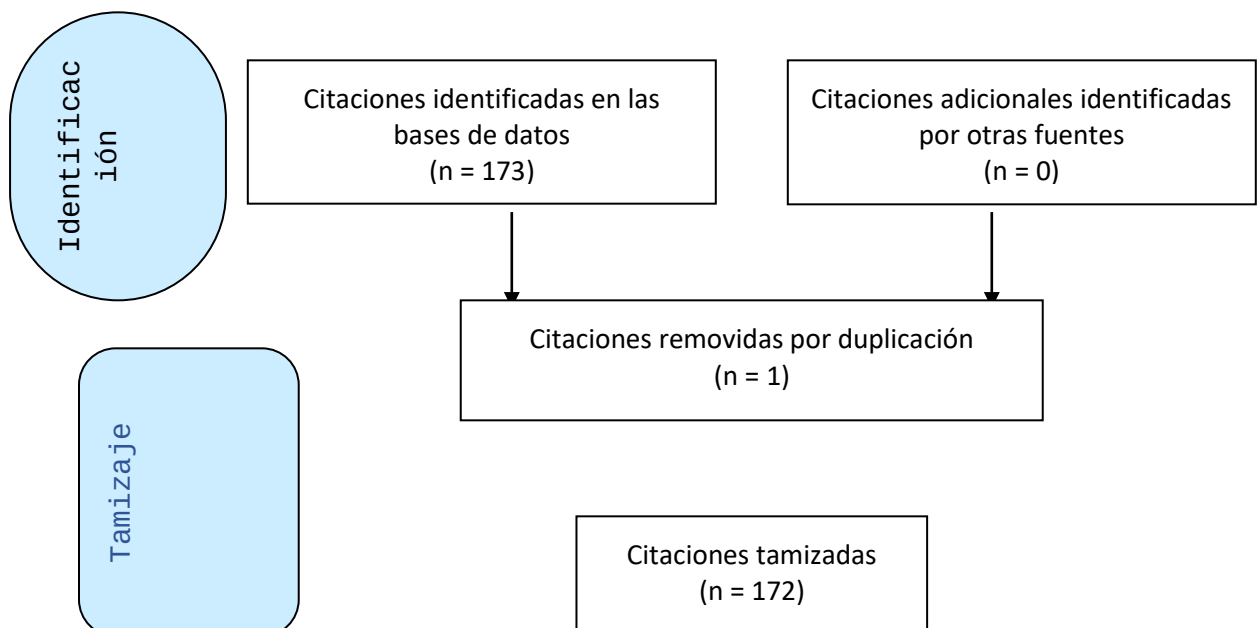 Identificac
ión
Citaciones identificadas en las
bases de datos
(n = 173)
Citaciones adicionales identificadas
por otras fuentes
(n = 0)
Citaciones removidas por duplicación
(n = 1)
Tamizaje
Citaciones tamizadas
(n = 172)